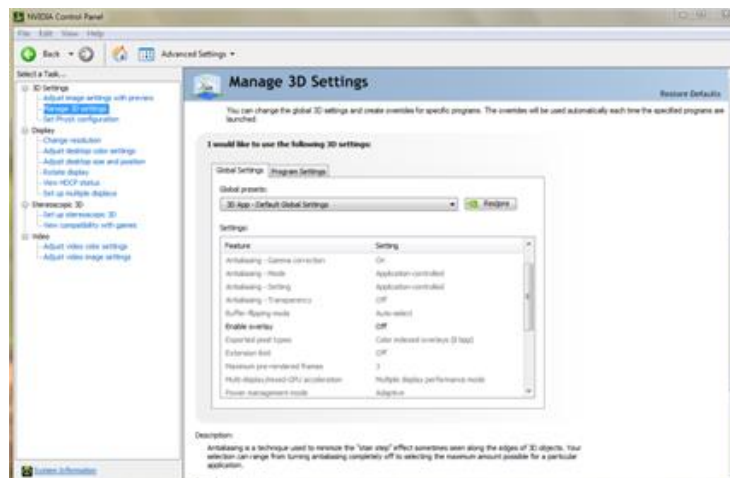 NVIDIA Control Panel
File Edit View Help
Back Advanced Settings
Select a Task...
3D Settings
Adjust image settings with preview
Manage 3D settings
Set PhysX configuration
Display
Change resolution
Adjust desktop color settings
Adjust desktop size and position
Rotate display
View HDCP status
Set up multiple displays
Stereoscopic 3D
Set up stereoscopic 3D
View compatibility with games
Video
Adjust video color settings
Adjust video image settings
System Information
Manage 3D Settings
Restore Defaults
You can change the global 3D settings and create overrides for specific programs. The overrides will be used automatically each time the specified programs are
launched.
I would like to use the following 3D settings:
Global Settings Program Settings
Global presets:
3D App - Default Global Settings Restore
Settings:
Feature Setting
Antialiasing - Gamma correction On
Antialiasing - Mode Application-controlled
Antialiasing - Setting Application-controlled
Antialiasing - Transparency Off
Buffer-flipping mode Auto-select
Enable overlay Off
Exported pixel types Color indexed overlays (8 bpp)
Extension limit Off
Maximum pre-rendered frames 3
Multi-display/mixed-GPU acceleration Multiple display performance mode
Power management mode Adaptive
Description:
Antialiasing is a technique used to minimize the "stair step" effect sometimes seen along the edges of 3D objects. Your
selection can range from turning antialiasing completely off to selecting the maximum amount possible for a particular
application.